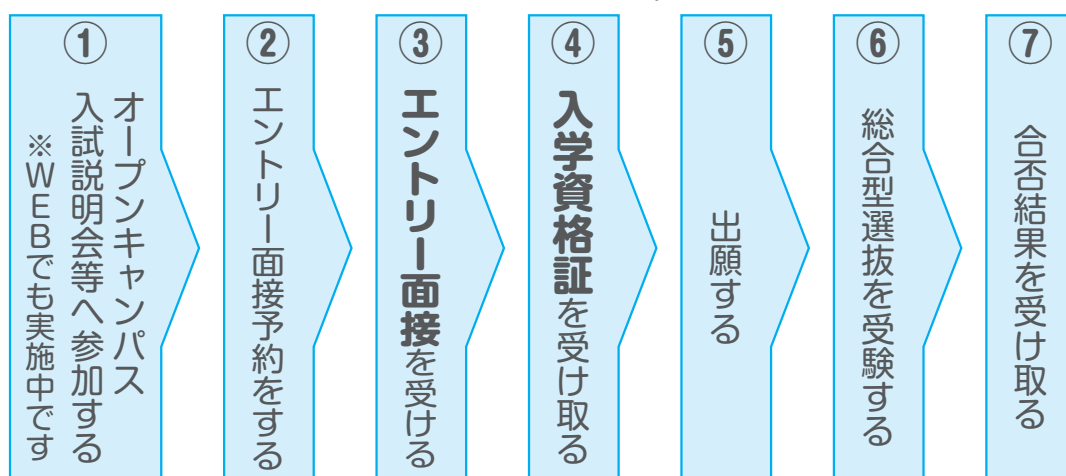 ①
オープンキャンパス
入試説明会等へ参加する
※WEBでも実施中です
②
エントリー面接予約をする
③
エントリー面接を受ける
④
入学資格証を受け取る
⑤
出願する
⑥
総合型選抜を受験する
⑦
合否結果を受け取る